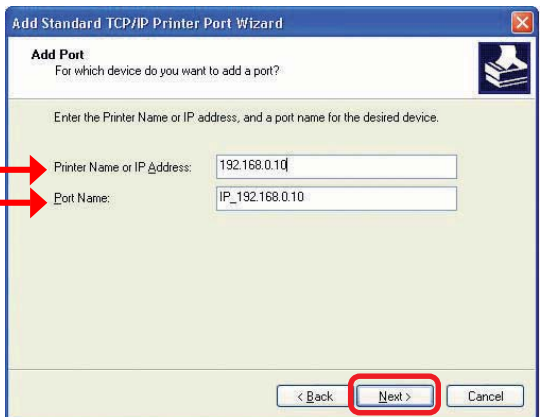 Add Standard TCP/IP Printer Port Wizard
Add Port
For which device do you want to add a port?
Enter the Printer Name or IP address, and a port name for the desired device.
Printer Name or IP Address: 192.168.0.10
Port Name: IP_192.168.0.10
< Back Next > Cancel